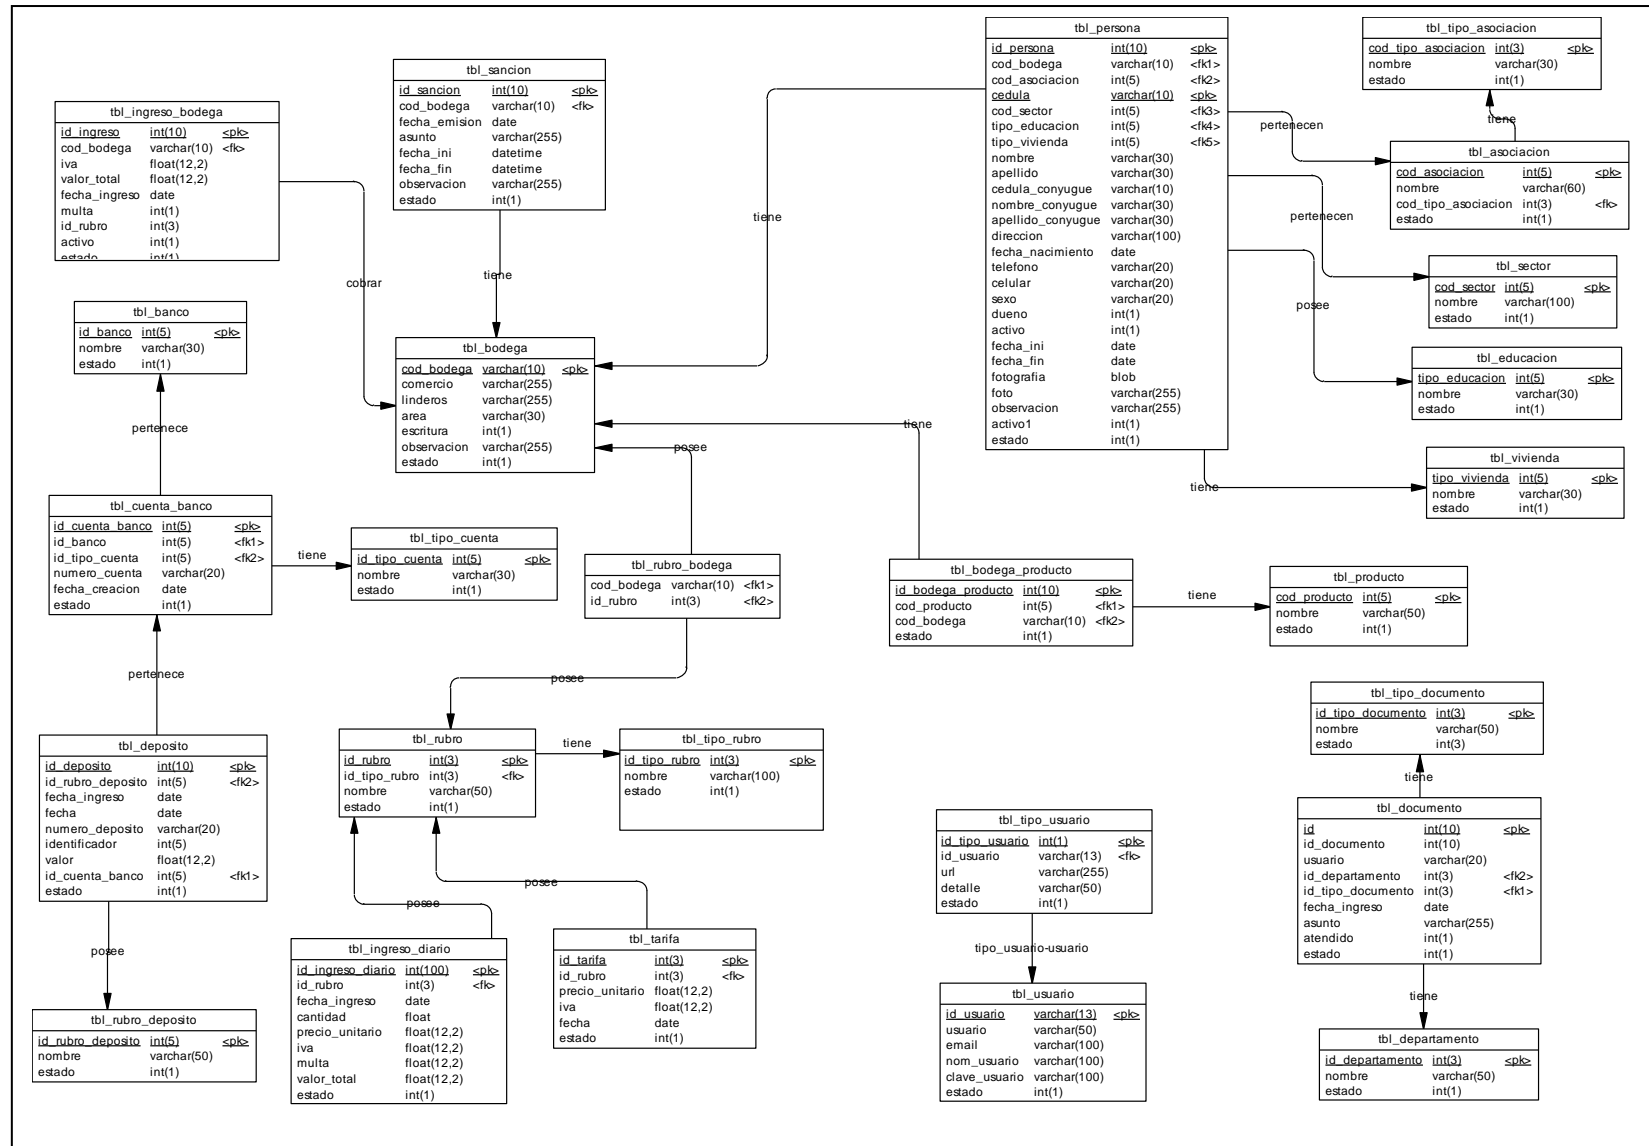 tbl_persona
id_persona int(10) <pk>
cod_bodega varchar(10) <fk1>
cod_asociacion int(5) <fk2>
cedula varchar(10) <pk>
cod_sector int(5) <fk3>
tipo_educacion int(5) <fk4>
tipo_vivienda int(5) <fk5>
nombre varchar(30)
apellido varchar(30)
cedula_conyugue varchar(10)
nombre_conyugue varchar(30)
apellido_conyugue varchar(30)
direccion varchar(100)
fecha_nacimiento date
telefono varchar(20)
celular varchar(20)
sexo varchar(20)
dueno int(1)
activo int(1)
fecha_ini date
fecha_fin date
fotografia blob
foto varchar(255)
observacion varchar(255)
activo1 int(1)
estado int(1)
tbl_tipo_asociacion
cod_tipo_asociacion int(3) <pk>
nombre varchar(30)
estado int(1)
tiene
tbl_asociacion
cod_asociacion int(5) <pk>
nombre varchar(60)
cod_tipo_asociacion int(3) <fk>
estado int(1)
pertenecen
pertenecen
posee
tiene
tiene
tbl_sector
cod_sector int(5) <pk>
nombre varchar(100)
estado int(1)
tbl_educacion
tipo_educacion int(5) <pk>
nombre varchar(30)
estado int(1)
tbl_vivienda
tipo_vivienda int(5) <pk>
nombre varchar(30)
estado int(1)
tbl_sancion
id_sancion int(10) <pk>
cod_bodega varchar(10) <fk>
fecha_emision date
asunto varchar(255)
fecha_ini datetime
fecha_fin datetime
observacion varchar(255)
estado int(1)
tiene
tbl_ingreso_bodega
id_ingreso int(10) <pk>
cod_bodega varchar(10) <fk>
iva float(12,2)
valor_total float(12,2)
fecha_ingreso date
multa int(1)
id_rubro int(3)
activo int(1)
estado int(1)
cobrar
tbl_bodega
cod_bodega varchar(10) <pk>
comercio varchar(255)
linderos varchar(255)
area varchar(30)
escritura int(1)
observacion varchar(255)
estado int(1)
tiene
posee
tbl_banco
id_banco int(5) <pk>
nombre varchar(30)
estado int(1)
pertenece
tbl_cuenta_banco
id_cuenta_banco int(5) <pk>
id_banco int(5) <fk1>
id_tipo_cuenta int(5) <fk2>
numero_cuenta varchar(20)
fecha_creacion date
estado int(1)
tiene
tbl_tipo_cuenta
id_tipo_cuenta int(5) <pk>
nombre varchar(30)
estado int(1)
tbl_rubro_bodega
cod_bodega varchar(10) <fk1>
id_rubro int(3) <fk2>
posee
tbl_bodega_producto
id_bodega_producto int(10) <pk>
cod_producto int(5) <fk1>
cod_bodega varchar(10) <fk2>
estado int(1)
tiene
tbl_producto
cod_producto int(5) <pk>
nombre varchar(50)
estado int(1)
pertenece
tbl_deposito
id_deposito int(10) <pk>
id_rubro_deposito int(5) <fk2>
fecha_ingreso date
fecha date
numero_deposito varchar(20)
identificador int(5)
valor float(12,2)
id_cuenta_banco int(5) <fk1>
estado int(1)
posee
tbl_rubro_deposito
id_rubro_deposito int(5) <pk>
nombre varchar(50)
estado int(1)
tbl_rubro
id_rubro int(3) <pk>
id_tipo_rubro int(3) <fk>
nombre varchar(50)
estado int(1)
tiene
tbl_tipo_rubro
id_tipo_rubro int(3) <pk>
nombre varchar(100)
estado int(1)
posee
posee
tbl_ingreso_diario
id_ingreso_diario int(100) <pk>
id_rubro int(3) <fk>
fecha_ingreso date
cantidad float
precio_unitario float(12,2)
iva float(12,2)
multa float(12,2)
valor_total float(12,2)
estado int(1)
tbl_tarifa
id_tarifa int(3) <pk>
id_rubro int(3) <fk>
precio_unitario float(12,2)
iva float(12,2)
fecha date
estado int(1)
tbl_tipo_usuario
id_tipo_usuario int(1) <pk>
id_usuario varchar(13) <fk>
url varchar(255)
detalle varchar(50)
estado int(1)
tipo_usuario-usuario
tbl_usuario
id_usuario varchar(13) <pk>
usuario varchar(50)
email varchar(100)
nom_usuario varchar(100)
clave_usuario varchar(100)
estado int(1)
tbl_tipo_documento
id_tipo_documento int(3) <pk>
nombre varchar(50)
estado int(3)
tiene
tbl_documento
id int(10) <pk>
id_documento int(10)
usuario varchar(20)
id_departamento int(3) <fk2>
id_tipo_documento int(3) <fk1>
fecha_ingreso date
asunto varchar(255)
atendido int(1)
estado int(1)
tiene
tbl_departamento
id_departamento int(3) <pk>
nombre varchar(50)
estado int(1)